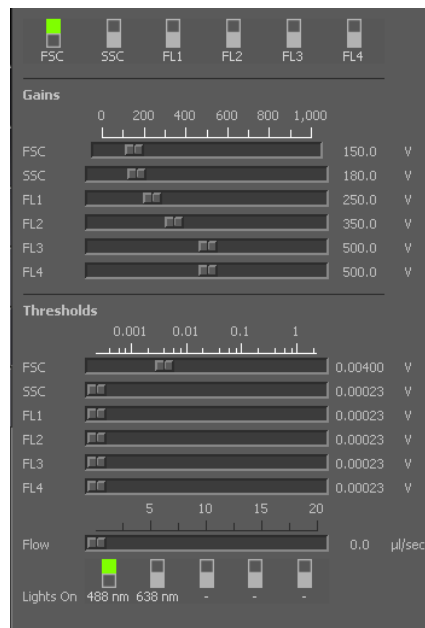 FSC SSC FL1 FL2 FL3 FL4
Gains
0 200 400 600 800 1,000
FSC 150.0 V
SSC 180.0 V
FL1 250.0 V
FL2 350.0 V
FL3 500.0 V
FL4 500.0 V
Thresholds
0.001 0.01 0.1 1
FSC 0.00400 V
SSC 0.00023 V
FL1 0.00023 V
FL2 0.00023 V
FL3 0.00023 V
FL4 0.00023 V
5 10 15 20
Flow 0.0 µl/sec
Lights On 488 nm 638 nm - - -